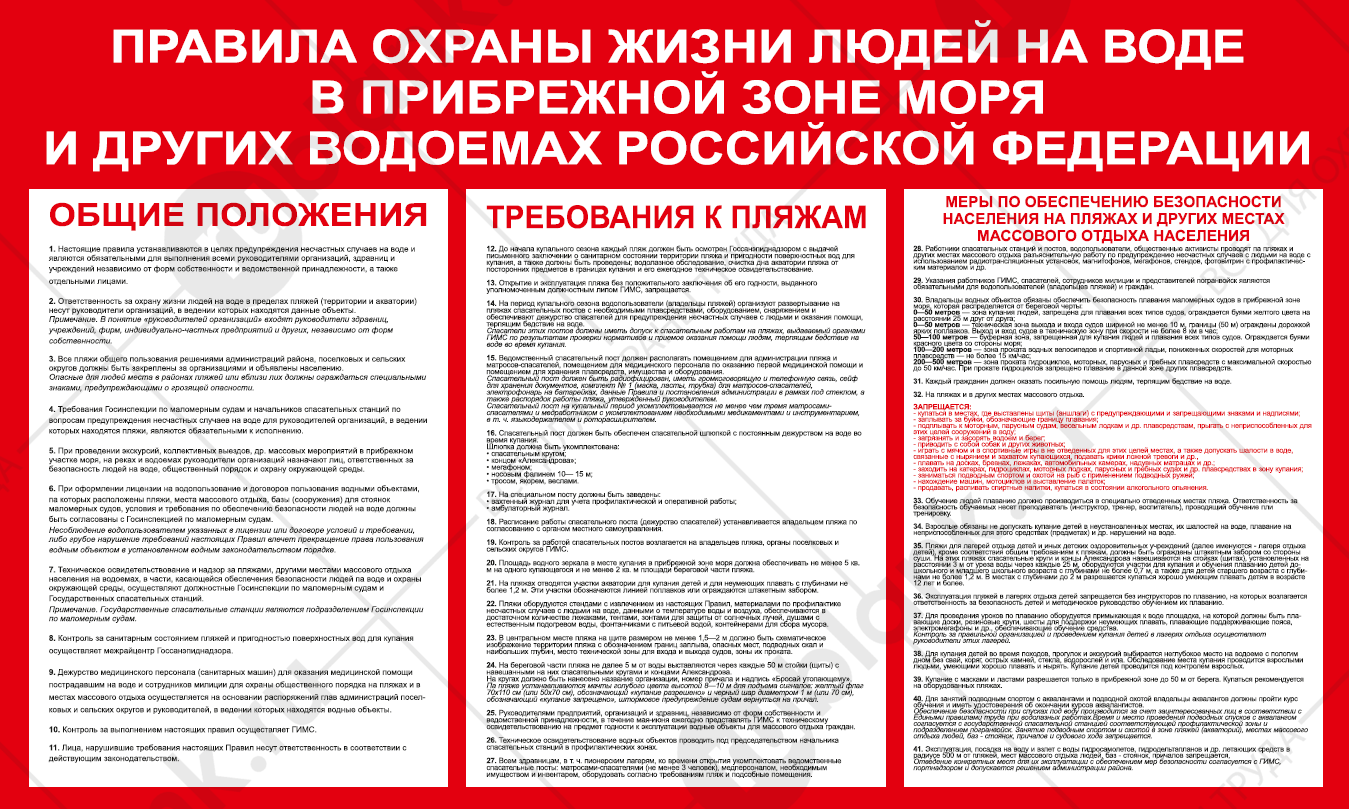 ПРАВИЛА ОХРАНЫ ЖИЗНИ ЛЮДЕЙ НА ВОДЕ
В ПРИБРЕЖНОЙ ЗОНЕ МОРЯ
И ДРУГИХ ВОДОЕМАХ РОССИЙСКОЙ ФЕДЕРАЦИИ
ОБЩИЕ ПОЛОЖЕНИЯ
1. Настоящие правила устанавливаются в целях предупреждения несчастных случаев на воде и
являются обязательными для выполнения всеми руководителями организаций, здравниц и
учреждений независимо от форм собственности и ведомственной принадлежности, а также
отдельными лицами.
2. Ответственность за охрану жизни людей на воде в пределах пляжей (территории и акватории)
несут руководители организаций, в ведении которых находятся данные объекты.
Примечание. В понятие «руководителей организаций» входят руководители здравниц,
учреждений, фирм, индивидуально-частных предприятий и других, независимо от форм
собственности.
3. Все пляжи общего пользования решениями администраций района, поселковых и сельских
округов должны быть закреплены за организациями и объявлены населению.
Опасные для людей места в районах пляжей или вблизи них должны ограждаться специальными
знаками, предупреждающими о грозящей опасности.
4. Требования Госинспекции по маломерным судам и начальников спасательных станций по
вопросам предупреждения несчастных случаев на воде для руководителей организаций, в ведении
которых находятся пляжи, являются обязательными к исполнению.
5. При проведении экскурсий, коллективных выездов, др. массовых мероприятий в прибрежном
участке моря, на реках и водоемах руководители организаций назначают лиц, ответственных за
безопасность людей на воде, общественный порядок и охрану окружающей среды.
6. При оформлении лицензии на водопользование и договоров пользования водными объектами,
па которых расположены пляжи, места массового отдыха, базы (сооружения) для стоянок
маломерных судов, условия и требования по обеспечению безопасности людей на воде должны
быть согласованы с Госинспекцией по маломерным судам.
Несоблюдение водопользователем указанных в лицензии или договоре условий и требовании,
либо грубое нарушение требований настоящих Правил влечет прекращение права пользования
водным объектом в установленном водным законодательством порядке.
7. Техническое освидетельствование и надзор за пляжами, другими местами массового отдыха
населения на водоемах, в части, касающейся обеспечения безопасности людей па воде и охраны
окружающей среды, осуществляют должностные Госинспекции по маломерным судам и
Государственных спасательных станций.
Примечание. Государственные спасательные станции являются подразделением Госинспекции
по маломерным судам.
8. Контроль за санитарным состоянием пляжей и пригодностью поверхностных вод для купания
осуществляет межрайцентр Госсанэпиднадзора.
9. Дежурство медицинского персонала (санитарных машин) для оказания медицинской помощи
пострадавшим на воде и сотрудников милиции для охраны общественного порядка на пляжах и в
местах массового отдыха осуществляется на основании распоряжений глав администраций посел-
ковых и сельских округов и руководителей, в ведении которых находятся водные объекты.
10. Контроль за выполнением настоящих правил осуществляет ГИМС.
11. Лица, нарушившие требования настоящих Правил несут ответственность в соответствии с
действующим законодательством.
ТРЕБОВАНИЯ К ПЛЯЖАМ
12. До начала купального сезона каждый пляж должен быть осмотрен Госсанэпиднадзором с выдачей
письменного заключении о санитарном состоянии территории пляжа и пригодности поверхностных вод для
купания, а также должны быть проведены: водолазное обследование, очистку дна акватории пляжа от
посторонних предметов в границах купания и его ежегодное техническое освидетельствование.
13. Открытие и эксплуатация пляжа без положительного заключения об его годности, выданного
уполномоченным должностным липом ГИМС, запрещается.
14. На период купального сезона водопользователи (владельцы пляжей) организуют развертывание на
пляжах спасательных постов с необходимыми плавсредствами, оборудованием, снаряжением и
обеспечивают дежурство спасателей для предупреждения несчастных случаев с людьми и оказания помощи,
терпящим бедствие на воде.
Спасатели этих постов должны иметь допуск к спасательным работам на пляжах, выдаваемый органами
ГИМС по результатам проверки нормативов и приемов оказания помощи людям, терпящим бедствие на
воде во время купания.
15. Ведомственный спасательный пост должен располагать помещением для администрации пляжа и
матросов-спасателей, помещением для медицинского персонала по оказанию первой медицинской помощи и
помещением для хранения плавсредств, имущества и оборудования.
Спасательный пост должен быть радиофицирован, иметь громкоговорящую и телефонную связь, сейф
для хранения документов, комплект № 1 (маска, ласты, трубка) для матросов-спасателей,
электрофонарь на батарейках, данные Правила и постановления администрации в рамках под стеклом, а
также распорядок работы пляжа, утвержденный руководителем.
Спасательный пост на купальный период укомплектовывается не менее чем тремя матросами-
спасателями и медработником с укомплектованием необходимыми медикаментами и инструментарием,
в т. ч. языкодержателем и роторасширителем.
16. Спасательный пост должен быть обеспечен спасательной шлюпкой с постоянным дежурством на воде во
время купания.
Шлюпка должна быть укомплектована:
• спасательным кругом;
• концом «Александрова»;
• мегафоном;
• носовым фалинем 10— 15 м;
• тросом, якорем, веслами.
17. На специальном посту должны быть заведены:
• вахтенный журнал для учета профилактической и оперативной работы;
• амбулаторный журнал.
18. Расписание работы спасательного поста (дежурство спасателей) устанавливается владельцем пляжа по
согласованию с органом местного самоуправления.
19. Контроль за работой спасательных постов возлагается на владельцев пляжа, органы поселковых и
сельских округов ГИМС.
20. Площадь водного зеркала в месте купания в прибрежной зоне моря должна обеспечивать не менее 5 кв.
м на одного купающегося и не менее 2 кв. м площади береговой части пляжа.
21. На пляжах отводятся участки акватории для купания детей и для неумеющих плавать с глубинами не
более 1,2 м. Эти участки обозначаются линией поплавков или ограждаются штакетным забором.
22. Пляжи оборудуются стендами с извлечением из настоящих Правил, материалами по профилактике
несчастных случаев с людьми на воде, данными о температуре воды и воздуха, обеспечиваются в
достаточном количестве лежаками, тентами, зонтами для защиты от солнечных лучей, душами с
естественным подогревом воды, фонтанчиками с питьевой водой, контейнерами для сбора мусора.
23. В центральном месте пляжа на щите размером не менее 1,5—2 м должно быть схематическое
изображение территории пляжа с обозначением границ заплыва, опасных мест, подводных скал и
наибольших глубин, место технической зоны для входа и выхода судов, зоны их проката.
24. На береговой части пляжа не далее 5 м от воды выставляются через каждые 50 м стойки (щиты) с
навешанными на них спасательными кругами и концами Александрова.
На кругах должно быть нанесено название организации, номер причала и надпись «Бросай утопающему».
Па пляже устанавливаются мачты голубого цвета высотой 8—10 м для подъема сигналов: желтый флаг
70x110 см (или 50x70 см), обозначающий «купание разрешено» и черный шар диаметром 1 м (или 70 см),
обозначающий «купание запрещено», штормовое предупреждение судам вернуться на причал.
25. Руководителям предприятий, организаций и здравниц, независимо от форм собственности и
ведомственной принадлежности, в течение мая-июня ежегодно представлять ГИМС к техническому
освидетельствованию на предмет годности к эксплуатации водные объекты для массового отдыха граждан.
26. Техническое освидетельствование водных объектов проводить под председательством начальника
спасательных станций в профилактических зонах.
27. Всем здравницам, в т. ч. пионерским лагерям, ко времени открытия укомплектовать ведомственные
спасательные посты: матросами-спасателями (не менее 3 человек), медперсоналом, необходимым
имуществом и инвентарем, оборудовать согласно требованиям пляж и подсобные помещения.
МЕРЫ ПО ОБЕСПЕЧЕНИЮ БЕЗОПАСНОСТИ
НАСЕЛЕНИЯ НА ПЛЯЖАХ И ДРУГИХ МЕСТАХ
МАССОВОГО ОТДЫХА НАСЕЛЕНИЯ
28. Работники спасательных станций и постов, водопользователи, общественные активисты проводят па пляжах и
других местах массового отдыха разъяснительную работу по предупреждению несчастных случаев с людьми на воде с
использованием радиотрансляционных установок, магнитофонов, мегафонов, стендов, фотовитрин с профилактичес-
ким материалом и др.
29. Указания работников ГИМС, спасателей, сотрудников милиции и представителей погранвойск являются
обязательными для водопользователей (владельцев пляжей) и граждан.
30. Владельцы водных объектов обязаны обеспечить безопасность плавания маломерных судов в прибрежной зоне
моря, которая распределяется от береговой черты:
0—50 метров — зона купания людей, запрещена для плавания всех типов судов, ограждается буями желтого цвета на
расстоянии 25 м друг от друга;
0—50 метров — техническая зона выхода и входа судов шириной не менее 10 м, границы (50 м) ограждены дорожкой
ярких поплавков. Выход и вход судов в техническую зону при скорости не более 8 км в час;
50—100 метров — буферная зона, запрещенная для купания людей и плавания всех типов судов. Ограждается буями
красного цвета со стороны моря;
100—200 метров — зона проката водных велосипедов и спортивной ладьи, пониженных скоростей для моторных
плавсредств — не более 15 км/час;
200—500 метров — зона проката гидроциклов, моторных, парусных и гребных плавсредств с максимальной скоростью
до 50 км/час. При прокате гидроциклов запрещено плавание в данной зоне других плавсредств.
31. Каждый гражданин должен оказать посильную помощь людям, терпящим бедствие на воде.
32. На пляжах и в других местах массового отдыха.
ЗАПРЕЩАЕТСЯ:
- купаться в местах, где выставлены щиты (аншлаги) с предупреждающими и запрещающими знаками и надписями;
- заплывать за буйки, обозначающие границу плавания;
- подплывать к моторным, парусным судам, весельным лодкам и др. плавсредствам, прыгать с неприспособленных для
этих целей сооружений в воду;
- загрязнять и засорять водоем и берег;
- приводить с собой собак и других животных;
- играть с мячом и в спортивные игры в не отведенных для этих целей местах, а также допускать шалости в воде,
связанные с нырянием и захватом купающихся, подавать крики ложной тревоги и др.,
- плавать на досках, бревнах, лежаках, автомобильных камерах, надувных матрацах и др.;
- заходить на катерах, гидроциклах, моторных лодках, парусных и гребных судах и др. плавсредствах в зону купания;
- заниматься подводным спортом и охотой на рыб с применением подводных ружей;
- нахождение машин, мотоциклов и выставление палаток;
- продавать, распивать спиртные напитки, купаться в состоянии алкогольного опьянения.
33. Обучение людей плаванию должно производиться в специально отведенных местах пляжа. Ответственность за
безопасность обучаемых несет преподаватель (инструктор, тренер, воспитатель), проводящий обучение пли
тренировку.
34. Взрослые обязаны не допускать купание детей в неустановленных местах, их шалостей на воде, плавание на
неприспособленных для этого средствах (предметах) и др. нарушений на воде.
35. Пляжи для лагерей отдыха детей и иных детских оздоровительных учреждений (далее именуются - лагеря отдыха
детей), кроме соответствия общим требованиям к пляжам, должны быть ограждены штакетным забором со стороны
суши. На этих пляжах спасательные круги и концы Александрова навешиваются на стойках (щитах), установленных на
расстоянии 3 м от уреза воды через каждые 25 м, оборудуются участки для купания и обучению плаванию детей до-
школьного и младшего школьного возраста с глубинами не более 0,7 м, а также для детей старшего возраста с глуби-
нами не более 1,2 м. В местах с глубинами до 2 м разрешается купаться хорошо умеющим плавать детям в возрасте
12 лет и более.
36. Эксплуатация пляжей в лагерях отдыха детей запрещается без инструкторов по плаванию, на которых возлагается
ответственность за безопасность детей и методическое руководство обучением их плаванию.
37. Для проведения уроков по плаванию оборудуется примыкающая к воде площадка, на которой должны быть пла-
вающие доски, резиновые круги, шесты для поддержки неумеющих плавать, плавающие поддерживающие пояса,
электромегафоны и др., обеспечивающие обучение средства.
Контроль за правильной организацией и проведением купания детей в лагерях отдыха осуществляют
руководители этих лагерей.
38. Для купания детей во время походов, прогулок и экскурсий выбирается неглубокое место на водоеме с пологим
дном без свай, коряг, острых камней, стекла, водорослей и ила. Обследование места купания проводится взрослыми
людьми, умеющими хорошо плавать и нырять. Купание детей проводится под контролем взрослых.
39. Купание с масками и ластами разрешается только в прибрежной зоне до 50 м от берега. Купаться рекомендуется
на оборудованных пляжах.
40. Для занятий подводным спортом с аквалангами и подводной охотой владельцы аквалангов должны пройти курс
обучения и иметь удостоверения об окончании курсов аквалангистов.
Обеспечение безопасности при спусках под воду производится за счет заинтересованных лиц в соответствии с
Едиными правилами труда при водолазных работах.Время и место проведения подводных спусков с аквалангом
согласуется с государственной спасательной станцией соответствующей профилактической зоны и
подразделением погранвойск. Занятия подводным спортом и охотой в зоне пляжей (акваторий), местах массового
отдыха людей, баз - стоянок, причалов и судового хода запрещается.
41. Эксплуатация, посадка на воду и взлет с воды гидросамолетов, гидродельтапланов и др. летающих средств в
радиусе 500 м от пляжей, мест массового отдыха людей, баз - стоянок, причалов запрещается.
Отведение конкретных мест для их эксплуатации с обеспечением мер безопасности согласуется с ГИМС,
портнадзором и допускается решением администрации района.